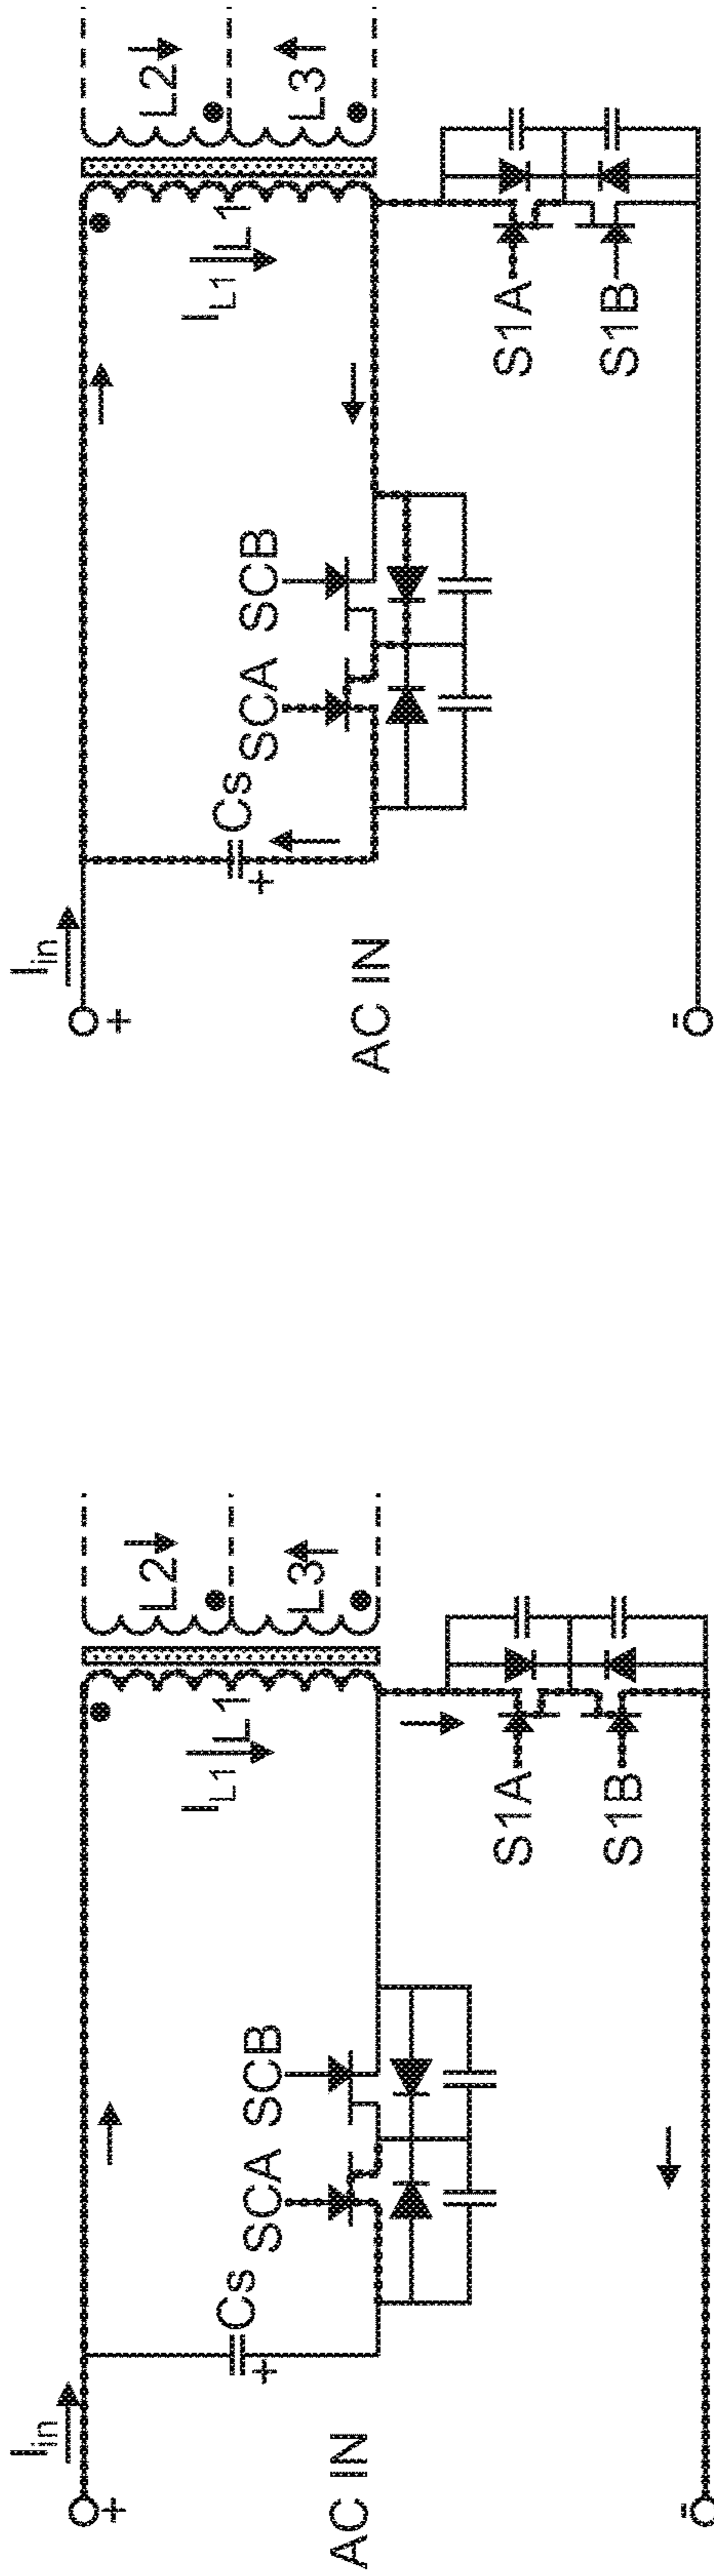 I_in
+
AC IN
-
Cs
+
SCA
SCB
I_L1
L1
L2
L3
S1A
S1B
I_in
+
AC IN
-
Cs
+
SCA
SCB
I_L1
L1
L2
L3
S1A
S1B